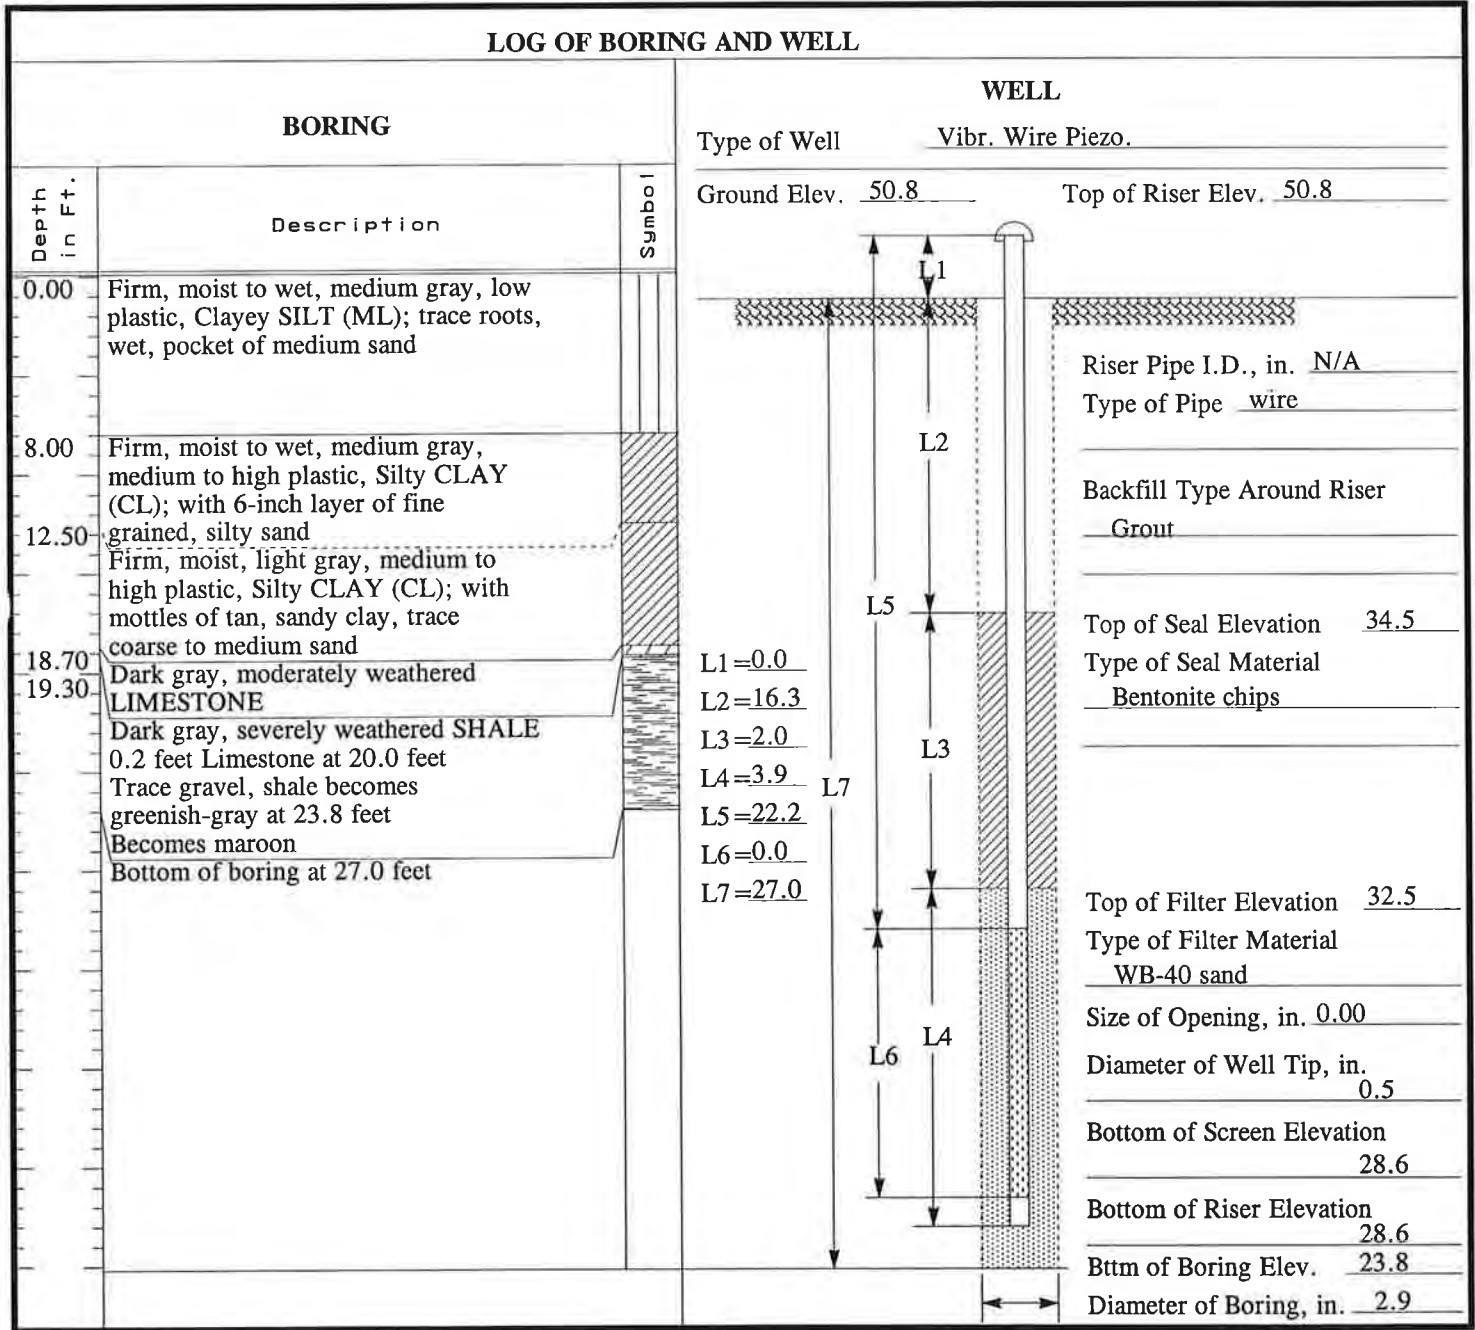 LOG OF BORING AND WELL
BORING
WELL
Type of Well Vibr. Wire Piezo.
Ground Elev. 50.8 Top of Riser Elev. 50.8
Depth in Ft.
Description
Symbol
0.00 Firm, moist to wet, medium gray, low
plastic, Clayey SILT (ML); trace roots,
wet, pocket of medium sand
8.00 Firm, moist to wet, medium gray,
medium to high plastic, Silty CLAY
(CL); with 6-inch layer of fine
12.50 grained, silty sand
Firm, moist, light gray, medium to
high plastic, Silty CLAY (CL); with
mottles of tan, sandy clay, trace
coarse to medium sand
18.70 Dark gray, moderately weathered
19.30 LIMESTONE
Dark gray, severely weathered SHALE
0.2 feet Limestone at 20.0 feet
Trace gravel, shale becomes
greenish-gray at 23.8 feet
Becomes maroon
Bottom of boring at 27.0 feet
L1=0.0
L2=16.3
L3=2.0
L4=3.9
L5=22.2
L6=0.0
L7=27.0
L1
L2
L5
L3
L7
L4
L6
Riser Pipe I.D., in. N/A
Type of Pipe wire
Backfill Type Around Riser
Grout
Top of Seal Elevation 34.5
Type of Seal Material
Bentonite chips
Top of Filter Elevation 32.5
Type of Filter Material
WB-40 sand
Size of Opening, in. 0.00
Diameter of Well Tip, in.
0.5
Bottom of Screen Elevation
28.6
Bottom of Riser Elevation
28.6
Bttm of Boring Elev. 23.8
Diameter of Boring, in. 2.9